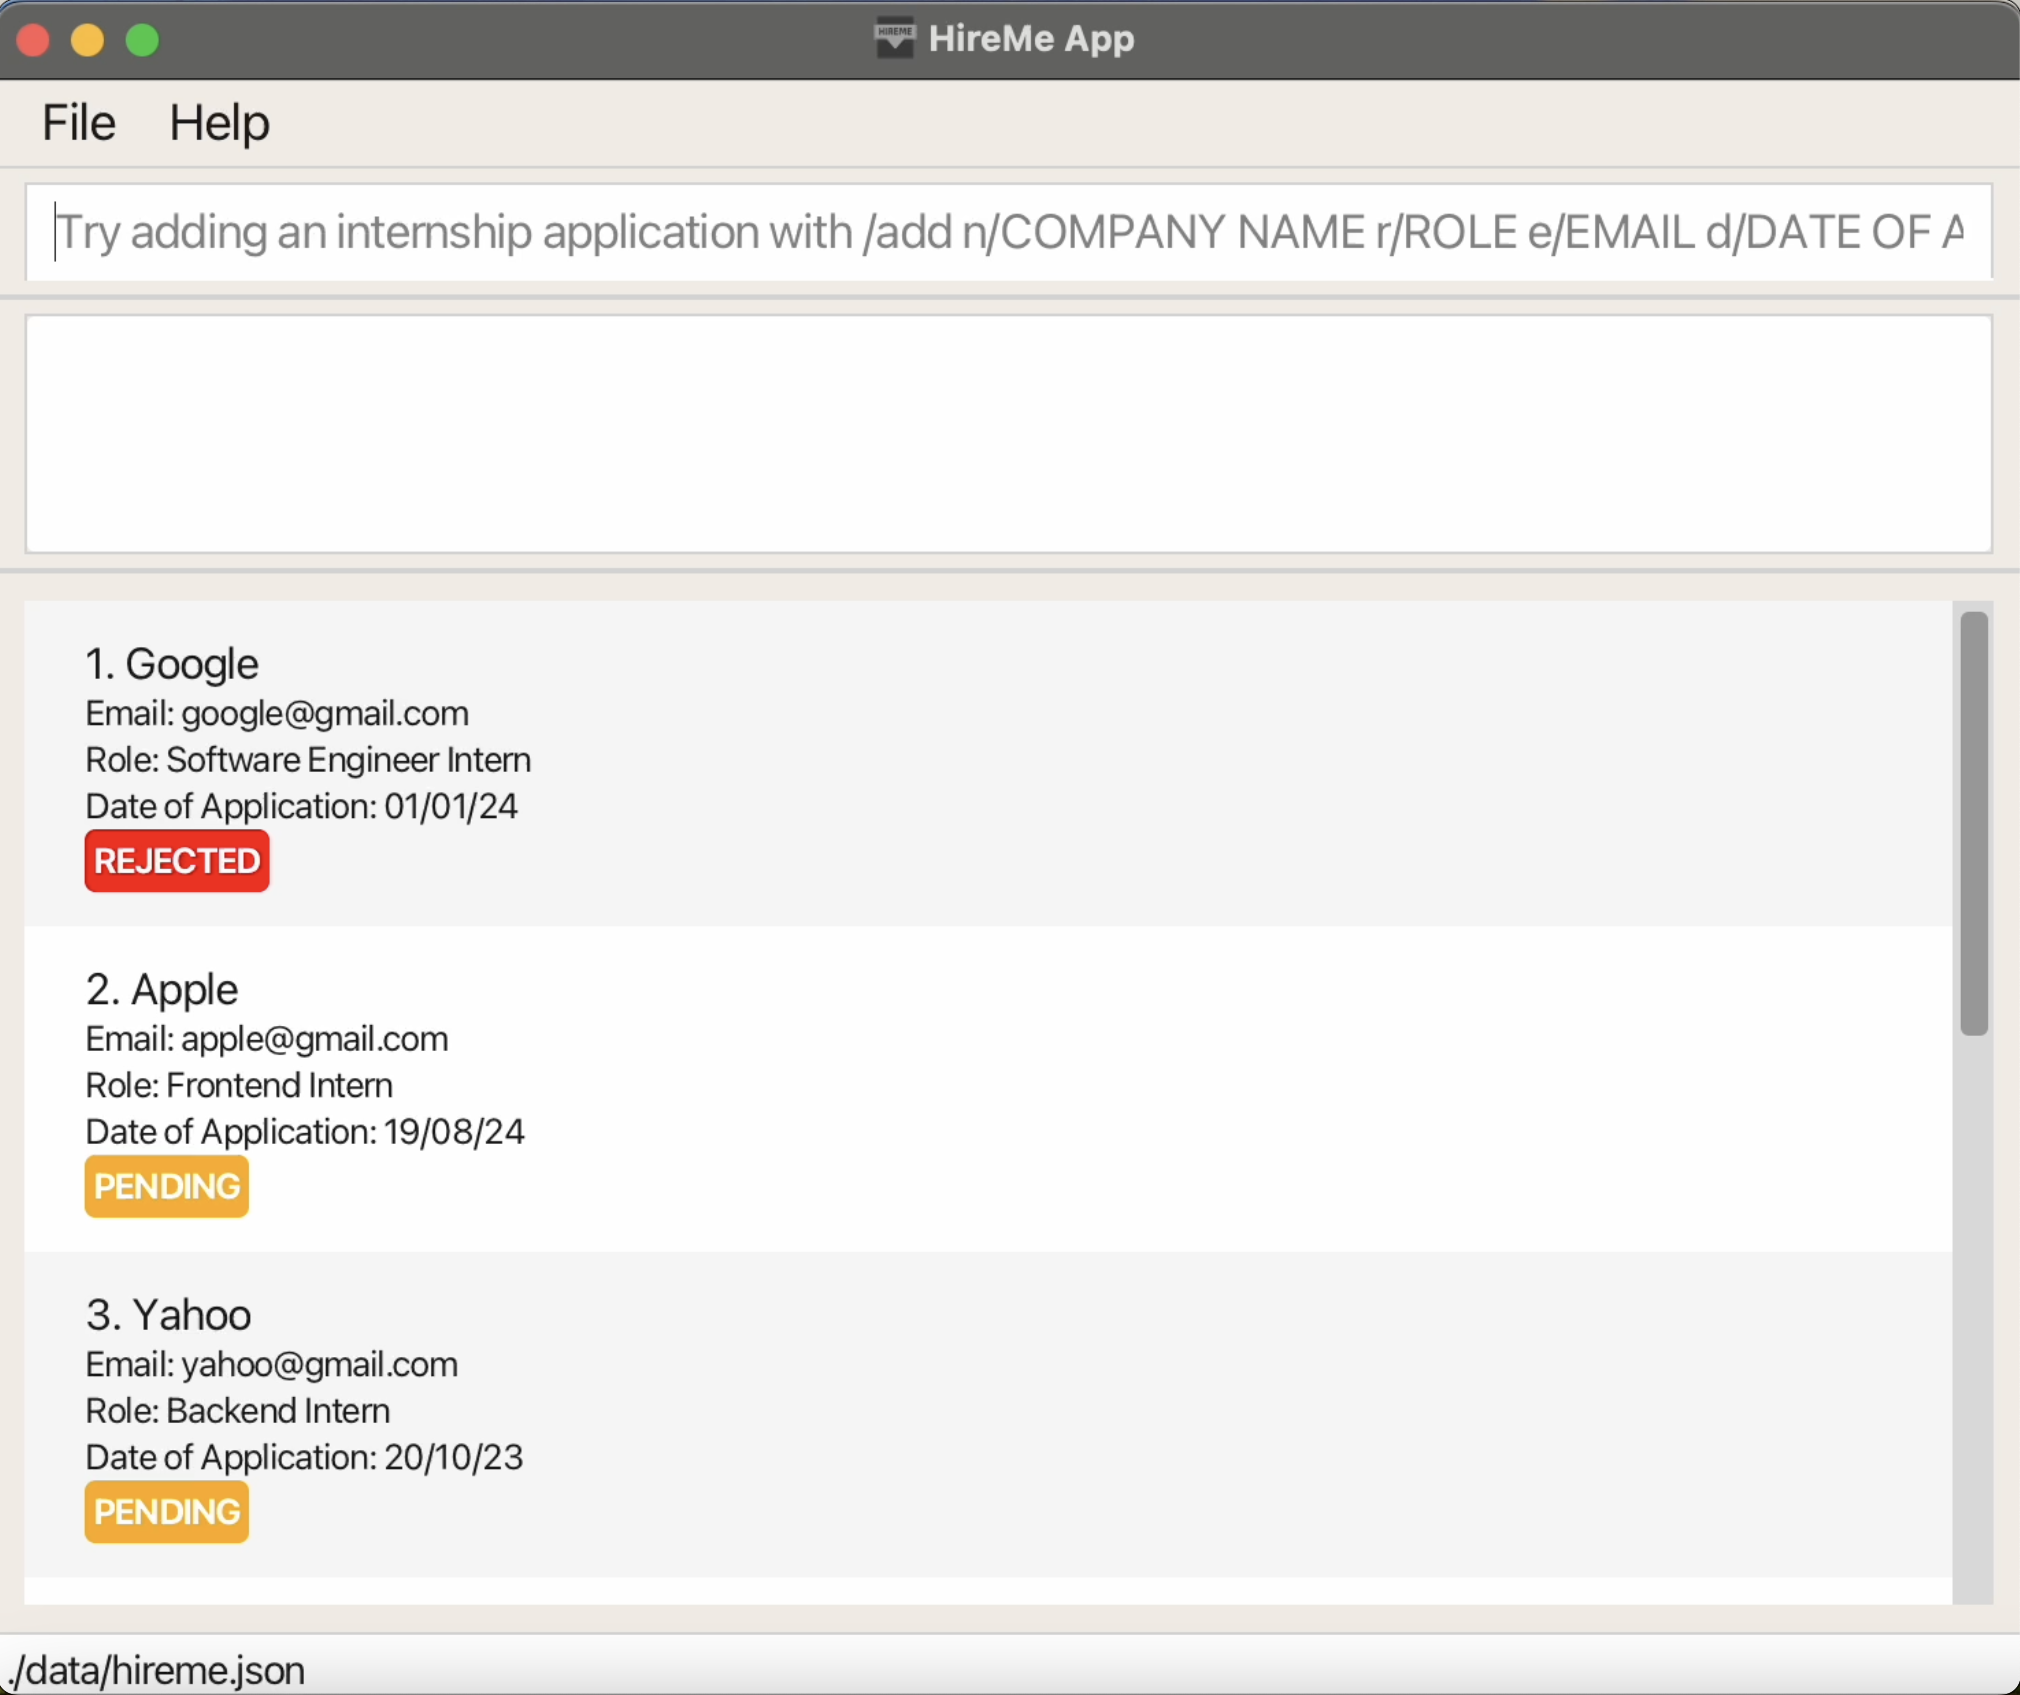 HIREME HireMe App
File Help
Try adding an internship application with /add n/COMPANY NAME r/ROLE e/EMAIL d/DATE OF A
1. Google
Email: google@gmail.com
Role: Software Engineer Intern
Date of Application: 01/01/24
REJECTED
2. Apple
Email: apple@gmail.com
Role: Frontend Intern
Date of Application: 19/08/24
PENDING
3. Yahoo
Email: yahoo@gmail.com
Role: Backend Intern
Date of Application: 20/10/23
PENDING
./data/hireme.json